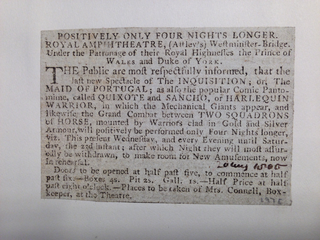 POSITIVELY ONLY FOUR NIGHTS LONGER.
ROYAL AMPHITHEATRE, (Astley's) Westminster-Bridge.
Under the Patronage of their Royal Highnesses the Prince of
WALES and Duke of YORK.
THE Public are most respectfully informed, that the
last new Spectacle of The INQUISITION; or, The
MAID OF PORTUGAL; as also the popular Comic Panto-
mime, called QUIXOTE and SANCHO, or HARLEQUIN
WARRIOR, in which the Mechanical Giants appear, and
likewise the Grand Combat between TWO SQUADRONS
of HORSE, mounted by Warriors clad in Gold and Silver
Armour, will positively be performed only Four Nights longer,
viz. This present Wednesday, and every Evening until Satur-
day, the 22d instant; after which Night they will most assur-
edly be withdrawn, to make room for New Amusements, now
in rehearsal.
Doors to be opened at half past five, to commence at half
past six.—Boxes 4s. Pit 2s. Gall. 1s.—Half Price at half
past eight o'clock.—Places to be taken of Mrs. Connell, Box-
keeper, at the Theatre.